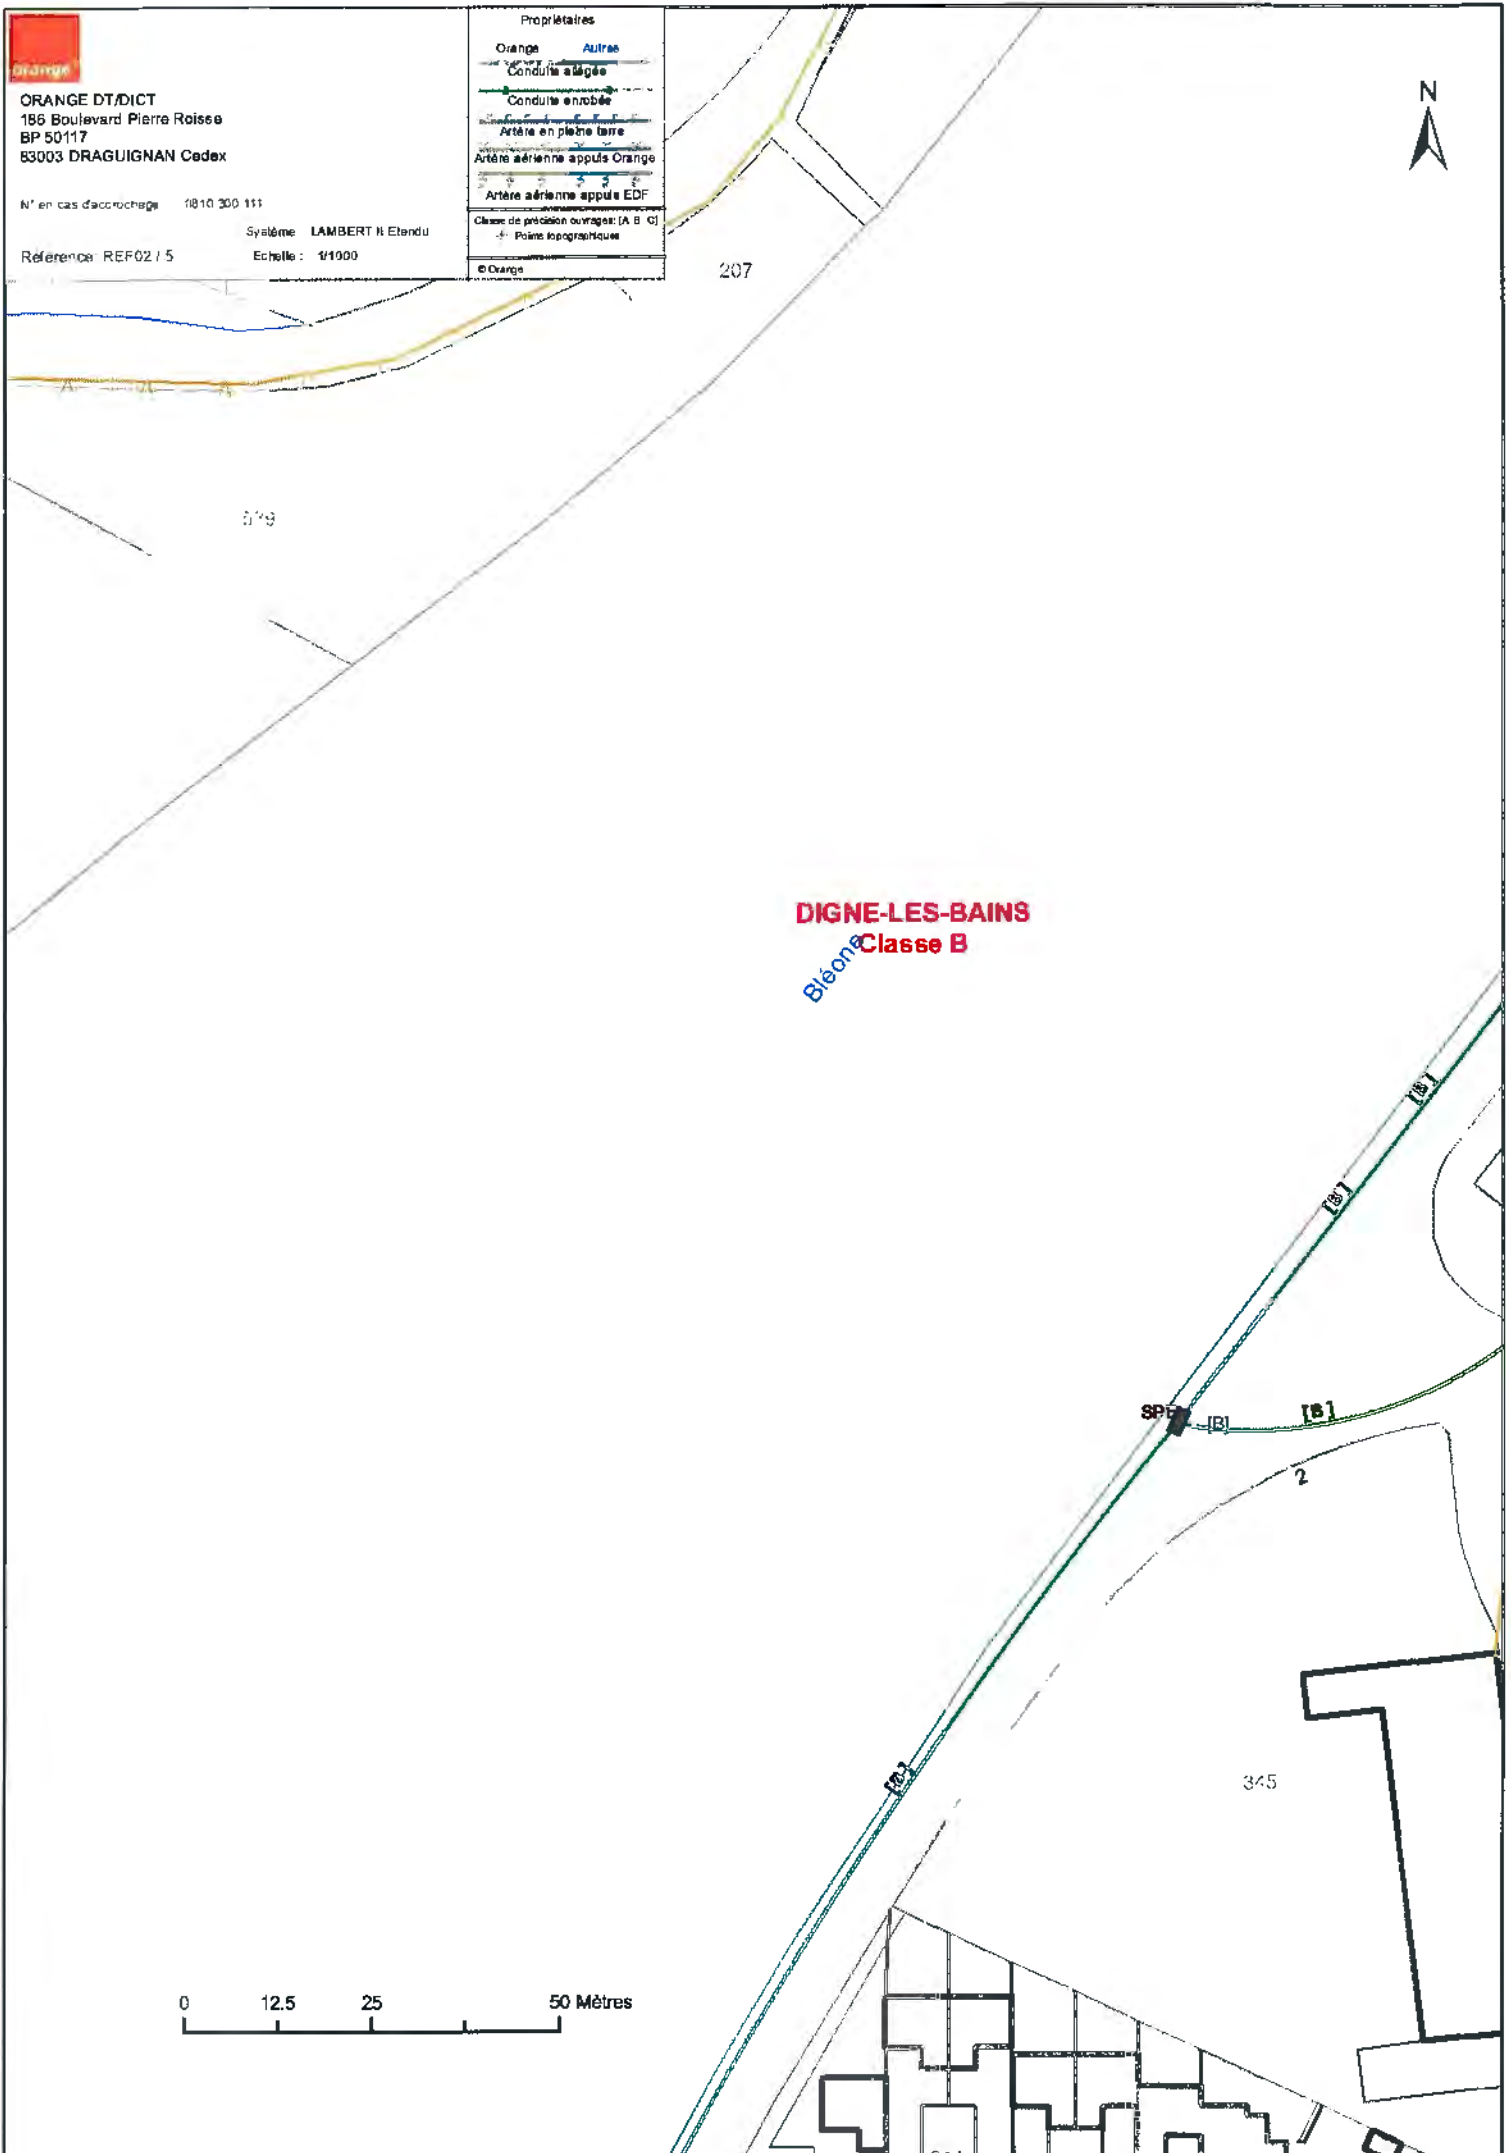 orange
ORANGE DT/DICT
186 Boulevard Pierre Roisse
BP 50117
83003 DRAGUIGNAN Cedex
N° en cas d'accrochage 0810 300 111
Système LAMBERT II Etendu
Référence: REF02 / 5
Echelle : 1/1000
Propriétaires
Orange Autres
Conduite allégée
Conduite enrobée
Artère en pleine terre
Artère aérienne appuis Orange
Artère aérienne appuis EDF
Classe de précision ouvrages: [A B C]
Points topographiques
© Orange
N
207
DIGNE-LES-BAINS
Classe B
Bléone
[B]
[B]
SPE
[B]
[B]
2
[B]
345
0 12.5 25 50 Mètres